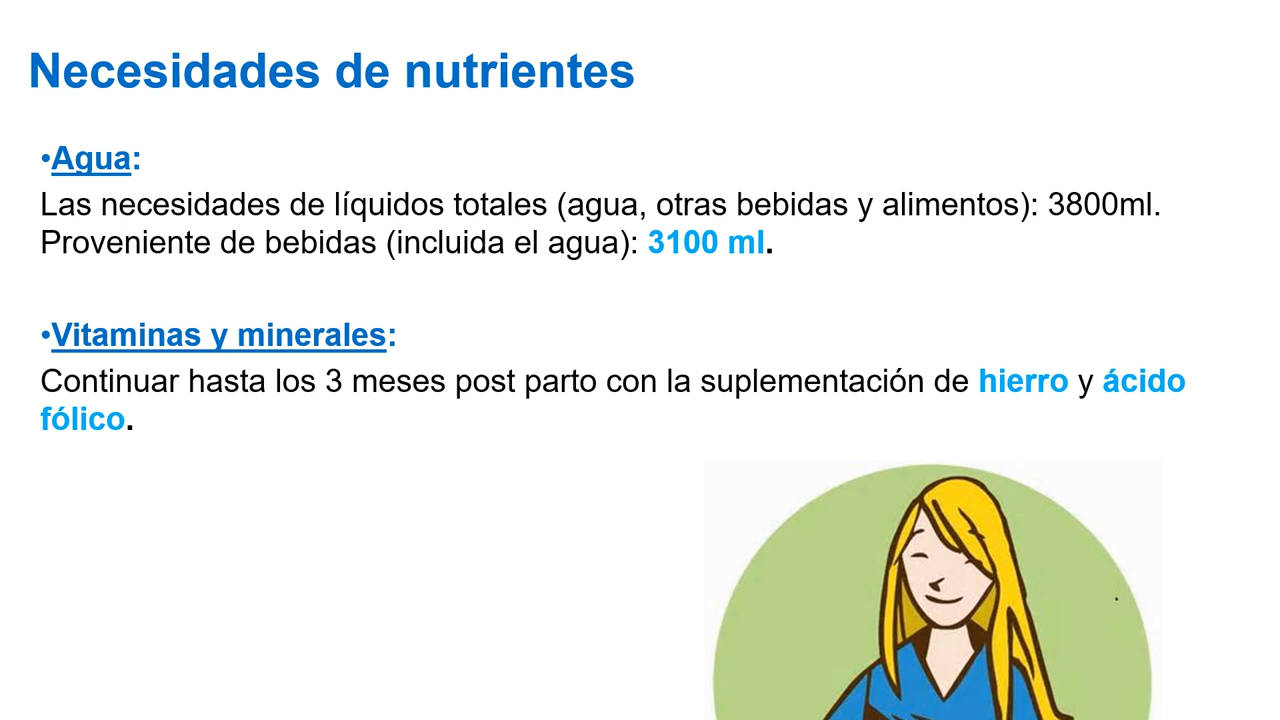 Necesidades de nutrientes
•Agua:
Las necesidades de líquidos totales (agua, otras bebidas y alimentos): 3800ml.
Proveniente de bebidas (incluida el agua): 3100 ml.
•Vitaminas y minerales:
Continuar hasta los 3 meses post parto con la suplementación de hierro y ácido
fólico.